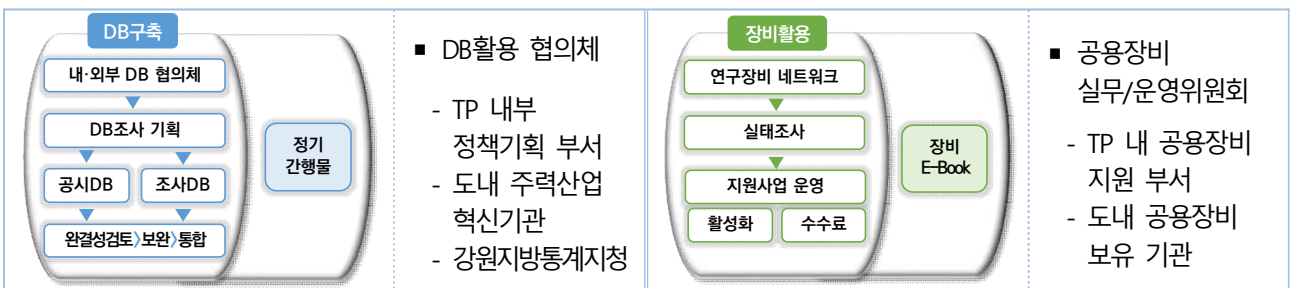 DB구축
내·외부 DB 협의체
DB조사 기획
공시DB
조사DB
완결성검토〉보완〉통합
정기
간행물
▪ DB활용 협의체
- TP 내부
정책기획 부서
- 도내 주력산업
혁신기관
- 강원지방통계지청
장비활용
연구장비 네트워크
실태조사
지원사업 운영
활성화
수수료
장비
E-Book
▪ 공용장비
실무/운영위원회
- TP 내 공용장비
지원 부서
- 도내 공용장비
보유 기관